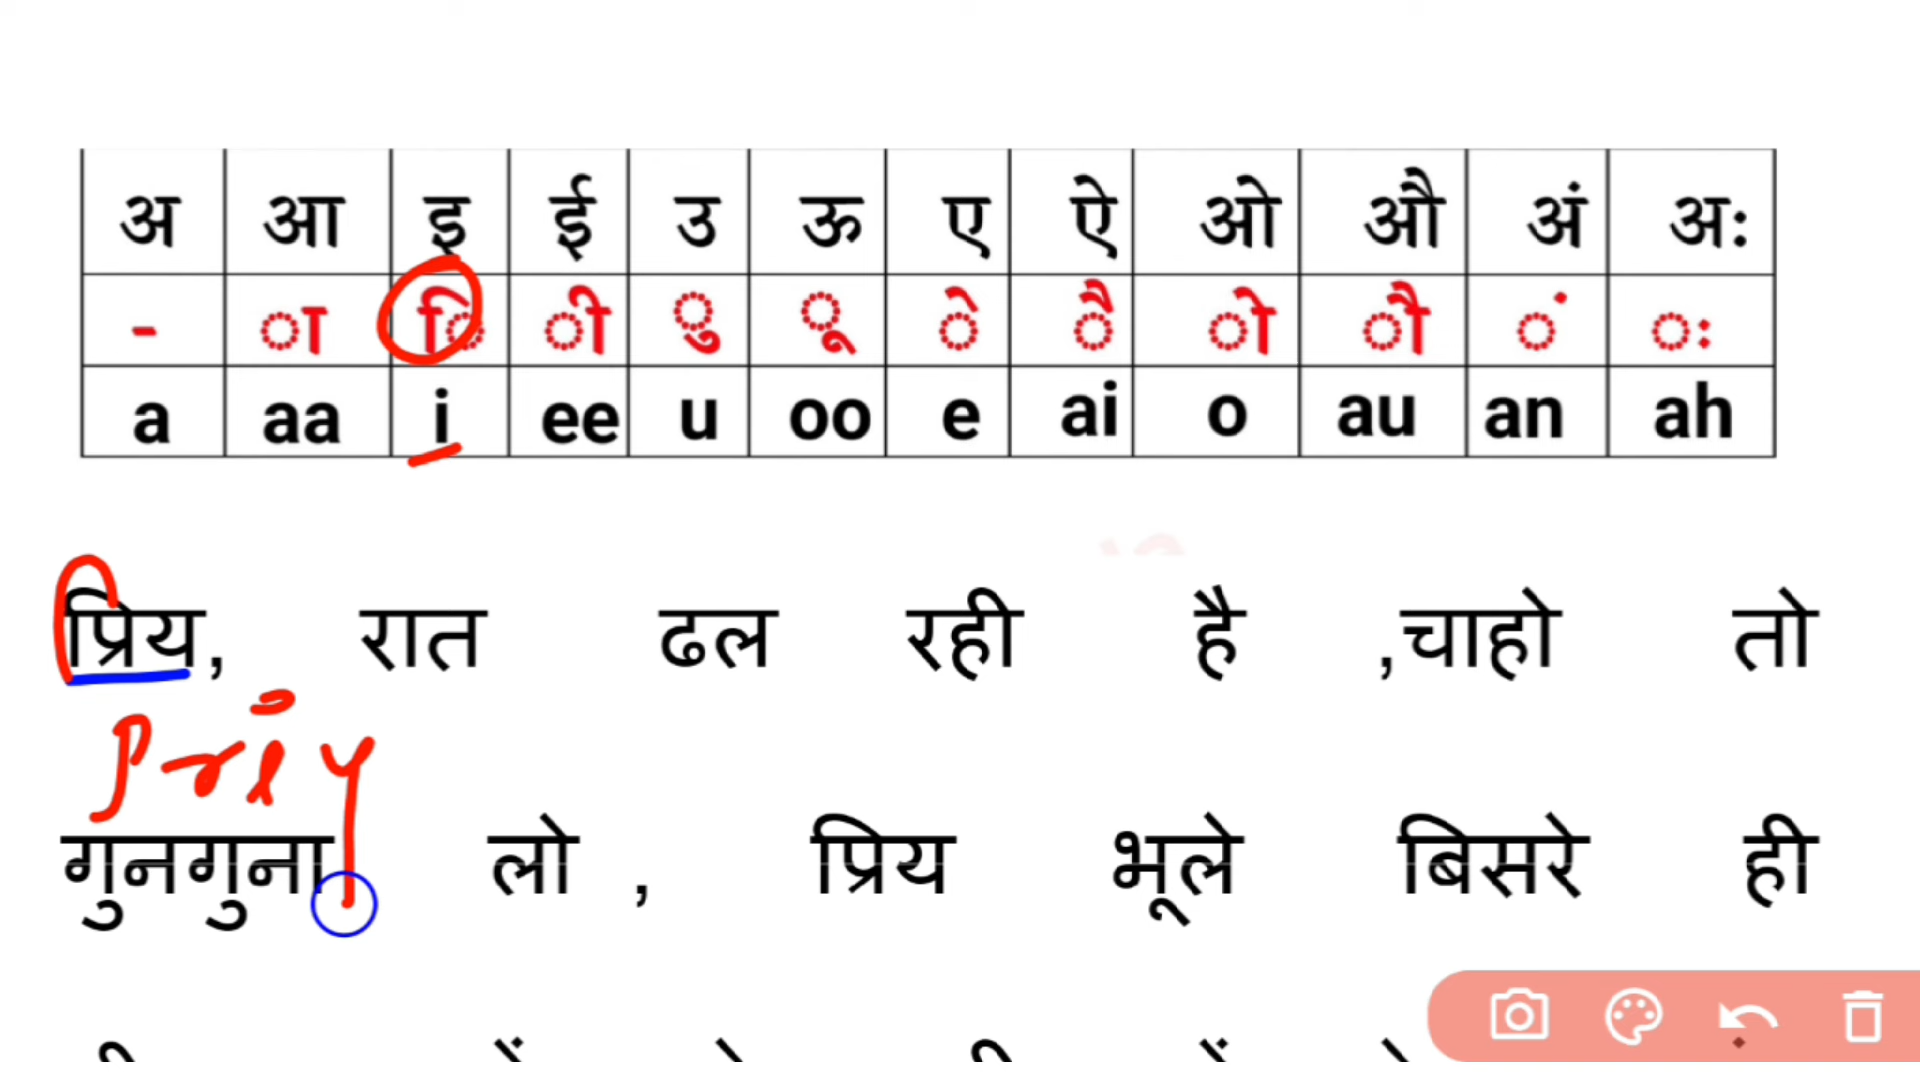 अ आ इ ई उ ऊ ए ऐ ओ औ अं अः
- ा ि ी ु ू े ै ो ौ ं ः
a aa i ee u oo e ai o au an ah
प्रिय, रात ढल रही है ,चाहो तो
Priy
गुनगुना लो , प्रिय भूले बिसरे ही